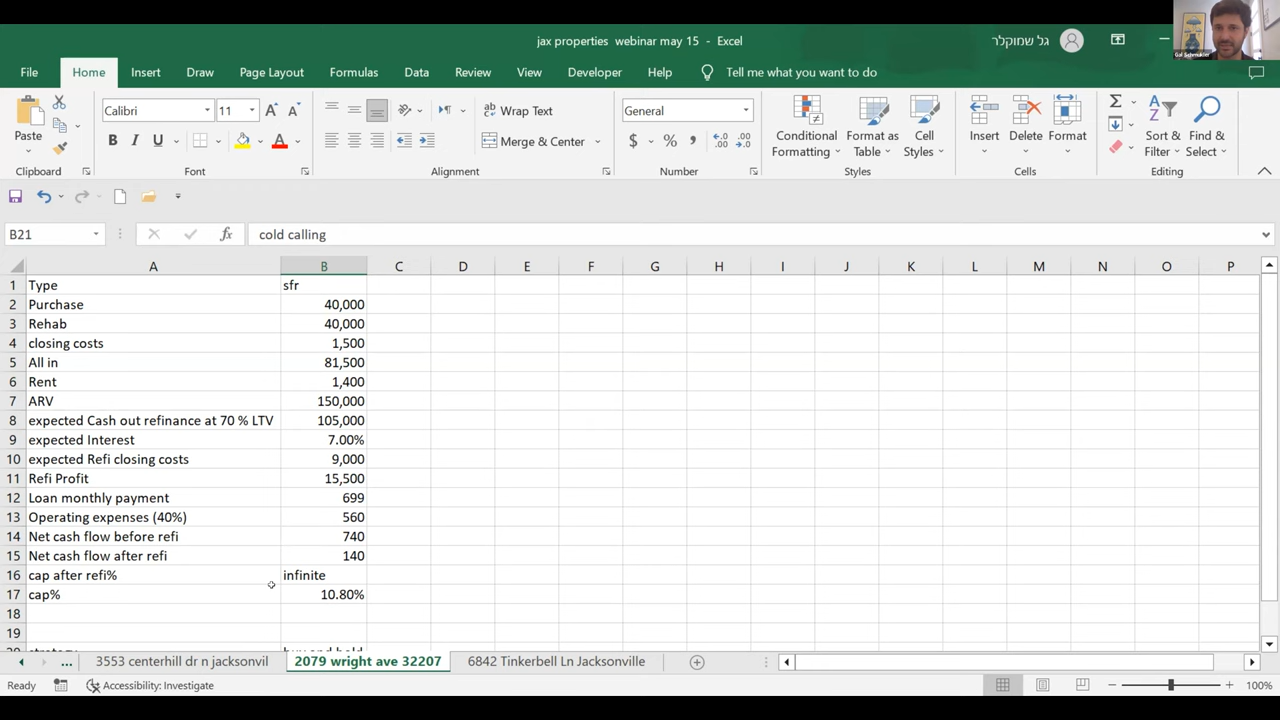 jax properties webinar may 15 - Excel
גל שמוקלר
Gal Schmukler
File Home Insert Draw Page Layout Formulas Data Review View Developer Help Tell me what you want to do
Calibri 11 Wrap Text General
Paste B I U Merge & Center $ % Conditional Formatting Format as Table Cell Styles Insert Delete Format Sort & Filter Find & Select
Clipboard Font Alignment Number Styles Cells Editing
B21 fx cold calling
A B C D E F G H I J K L M N O P
1 Type sfr
2 Purchase 40,000
3 Rehab 40,000
4 closing costs 1,500
5 All in 81,500
6 Rent 1,400
7 ARV 150,000
8 expected Cash out refinance at 70 % LTV 105,000
9 expected Interest 7.00%
10 expected Refi closing costs 9,000
11 Refi Profit 15,500
12 Loan monthly payment 699
13 Operating expenses (40%) 560
14 Net cash flow before refi 740
15 Net cash flow after refi 140
16 cap after refi% infinite
17 cap% 10.80%
18
19
20 strategy buy and hold
... 3553 centerhill dr n jacksonvil 2079 wright ave 32207 6842 Tinkerbell Ln Jacksonville
Ready Accessibility: Investigate 100%